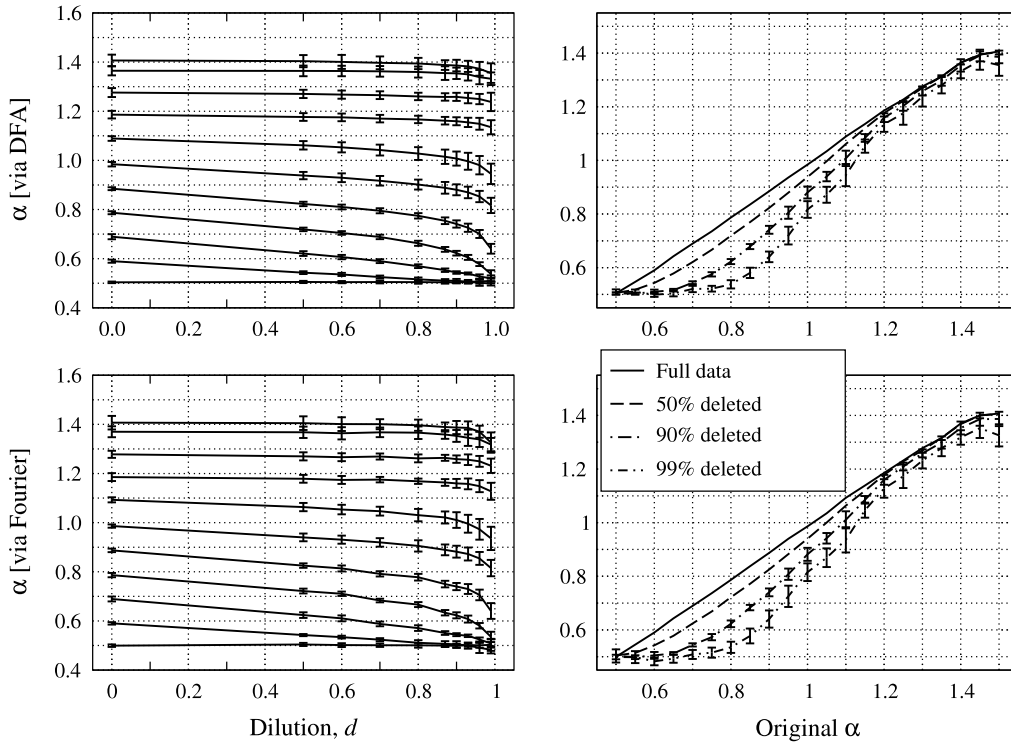 α [via DFA]
1.6
1.4
1.2
1.0
0.8
0.6
0.4
0.0 0.2 0.4 0.6 0.8 1.0
1.4
1.2
1
0.8
0.6
0.6 0.8 1 1.2 1.4
α [via Fourier]
1.6
1.4
1.2
1.0
0.8
0.6
0.4
0 0.2 0.4 0.6 0.8 1
Dilution, d
Full data
50% deleted
90% deleted
99% deleted
1.4
1.2
1
0.8
0.6
0.6 0.8 1 1.2 1.4
Original α